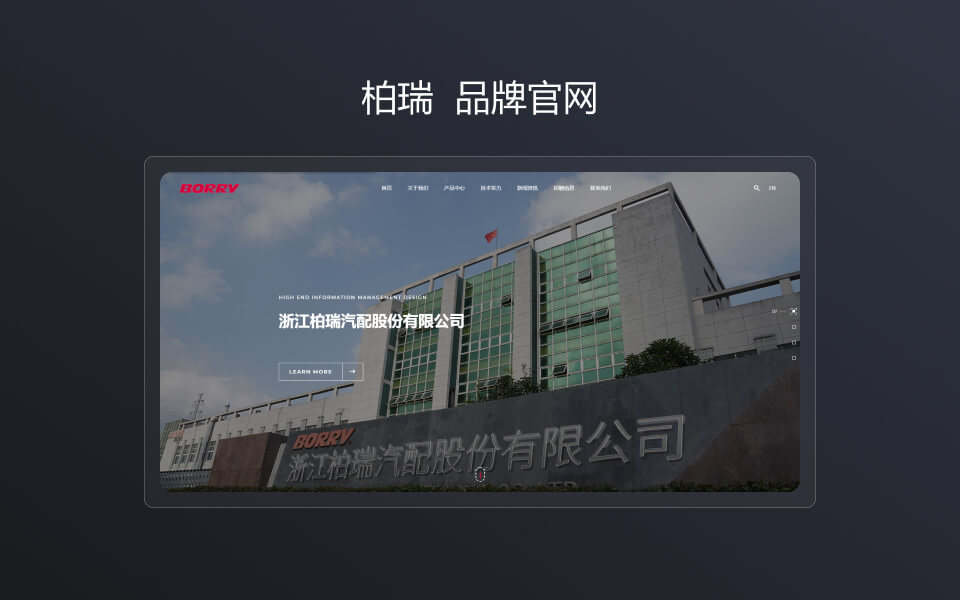 柏瑞 品牌官网
BORRY
首页 关于我们 产品中心 技术实力 新闻资讯 招聘信息 联系我们 EN
HIGH END INFORMATION MANAGEMENT DESIGN
浙江柏瑞汽配股份有限公司
01
LEARN MORE
BORRY
浙江柏瑞汽配股份有限公司